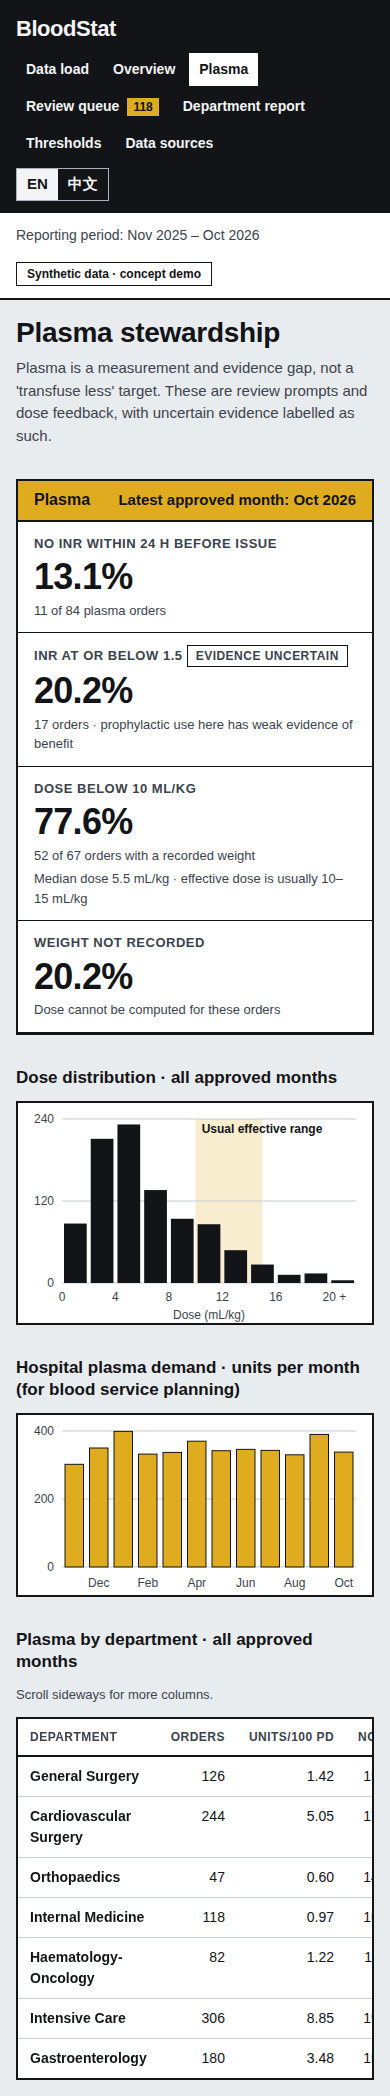 BloodStat
Data load Overview Plasma
Review queue 118 Department report
Thresholds Data sources
EN 中文
Reporting period: Nov 2025 – Oct 2026
Synthetic data · concept demo
Plasma stewardship
Plasma is a measurement and evidence gap, not a
'transfuse less' target. These are review prompts and
dose feedback, with uncertain evidence labelled as
such.
Plasma Latest approved month: Oct 2026
NO INR WITHIN 24 H BEFORE ISSUE
13.1%
11 of 84 plasma orders
INR AT OR BELOW 1.5 EVIDENCE UNCERTAIN
20.2%
17 orders · prophylactic use here has weak evidence of
benefit
DOSE BELOW 10 ML/KG
77.6%
52 of 67 orders with a recorded weight
Median dose 5.5 mL/kg · effective dose is usually 10–
15 mL/kg
WEIGHT NOT RECORDED
20.2%
Dose cannot be computed for these orders
Dose distribution · all approved months
240
Usual effective range
120
0
0 4 8 12 16 20 +
Dose (mL/kg)
Hospital plasma demand · units per month
(for blood service planning)
400
200
0
Dec Feb Apr Jun Aug Oct
Plasma by department · all approved
months
Scroll sideways for more columns.
DEPARTMENT ORDERS UNITS/100 PD
General Surgery 126 1.42
Cardiovascular 244 5.05
Surgery
Orthopaedics 47 0.60
Internal Medicine 118 0.97
Haematology- 82 1.22
Oncology
Intensive Care 306 8.85
Gastroenterology 180 3.48